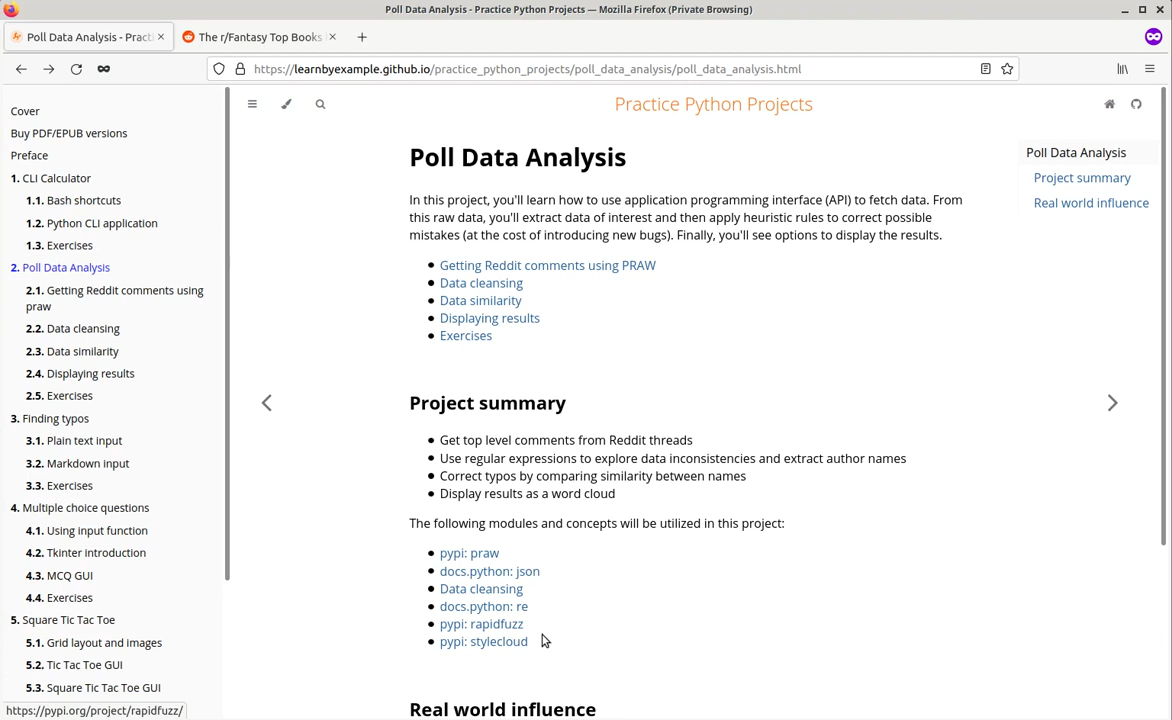 Poll Data Analysis - Practice Python Projects — Mozilla Firefox (Private Browsing)
Poll Data Analysis - Practi
The r/Fantasy Top Books
https://learnbyexample.github.io/practice_python_projects/poll_data_analysis/poll_data_analysis.html
Cover
Buy PDF/EPUB versions
Preface
1. CLI Calculator
1.1. Bash shortcuts
1.2. Python CLI application
1.3. Exercises
2. Poll Data Analysis
2.1. Getting Reddit comments using
praw
2.2. Data cleansing
2.3. Data similarity
2.4. Displaying results
2.5. Exercises
3. Finding typos
3.1. Plain text input
3.2. Markdown input
3.3. Exercises
4. Multiple choice questions
4.1. Using input function
4.2. Tkinter introduction
4.3. MCQ GUI
4.4. Exercises
5. Square Tic Tac Toe
5.1. Grid layout and images
5.2. Tic Tac Toe GUI
5.3. Square Tic Tac Toe GUI
https://pypi.org/project/rapidfuzz/
Practice Python Projects
Poll Data Analysis
In this project, you'll learn how to use application programming interface (API) to fetch data. From
this raw data, you'll extract data of interest and then apply heuristic rules to correct possible
mistakes (at the cost of introducing new bugs). Finally, you'll see options to display the results.
Getting Reddit comments using PRAW
Data cleansing
Data similarity
Displaying results
Exercises
Project summary
Get top level comments from Reddit threads
Use regular expressions to explore data inconsistencies and extract author names
Correct typos by comparing similarity between names
Display results as a word cloud
The following modules and concepts will be utilized in this project:
pypi: praw
docs.python: json
Data cleansing
docs.python: re
pypi: rapidfuzz
pypi: stylecloud
Real world influence
Poll Data Analysis
Project summary
Real world influence